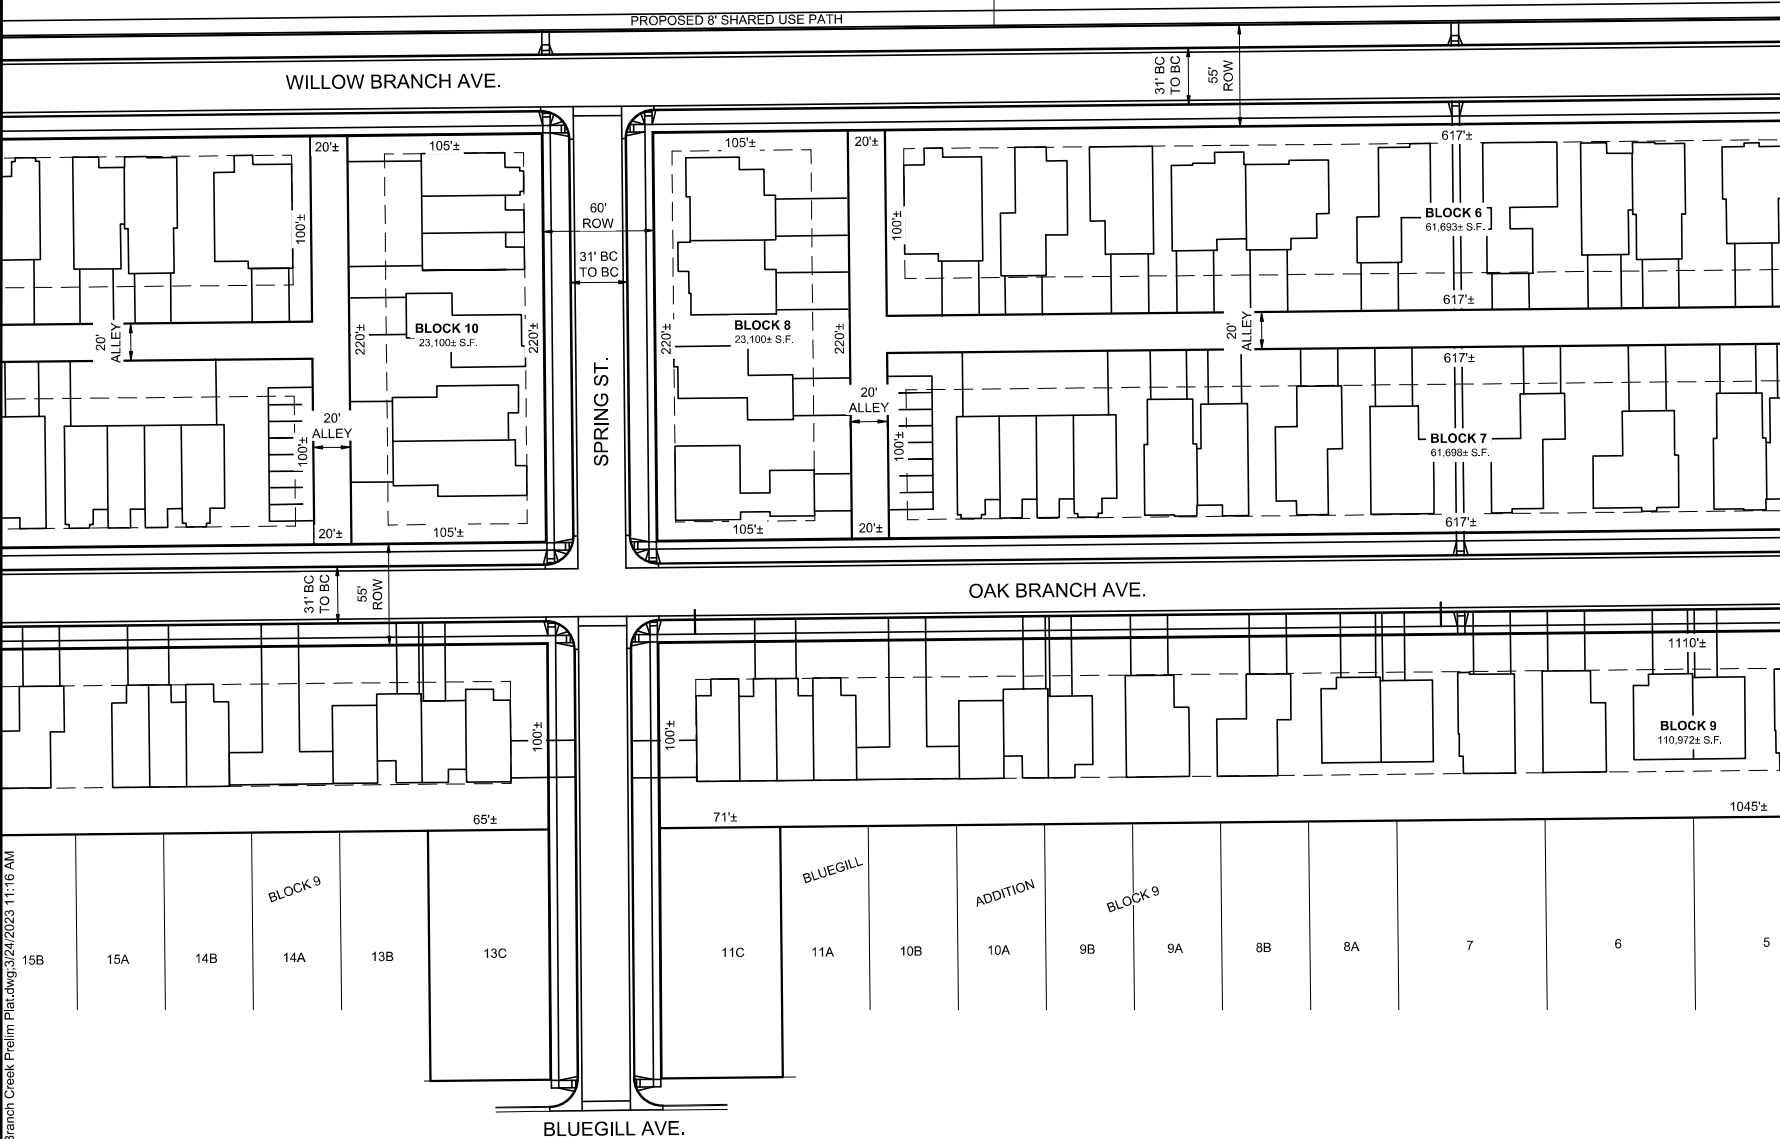 PROPOSED 8' SHARED USE PATH
WILLOW BRANCH AVE.
31' BC
TO BC
55'
ROW
20'±
105'±
105'±
20'±
617'±
100'±
60'
ROW
31' BC
TO BC
100'±
BLOCK 6
61,693± S.F.
617'±
20'
ALLEY
220'±
BLOCK 10
23,100± S.F.
220'±
SPRING ST.
220'±
BLOCK 8
23,100± S.F.
220'±
20'
ALLEY
617'±
20'
ALLEY
100'±
20'
ALLEY
100'±
BLOCK 7
61,698± S.F.
20'±
105'±
105'±
20'±
617'±
31' BC
TO BC
55'
ROW
OAK BRANCH AVE.
1110'±
100'±
100'±
BLOCK 9
110,972± S.F.
65'±
71'±
1045'±
BLOCK 9
BLUEGILL
ADDITION
BLOCK 9
15B
15A
14B
14A
13B
13C
11C
11A
10B
10A
9B
9A
8B
8A
7
6
5
BLUEGILL AVE.
Branch Creek Prelim Plat.dwg;3/24/2023 11:16 AM